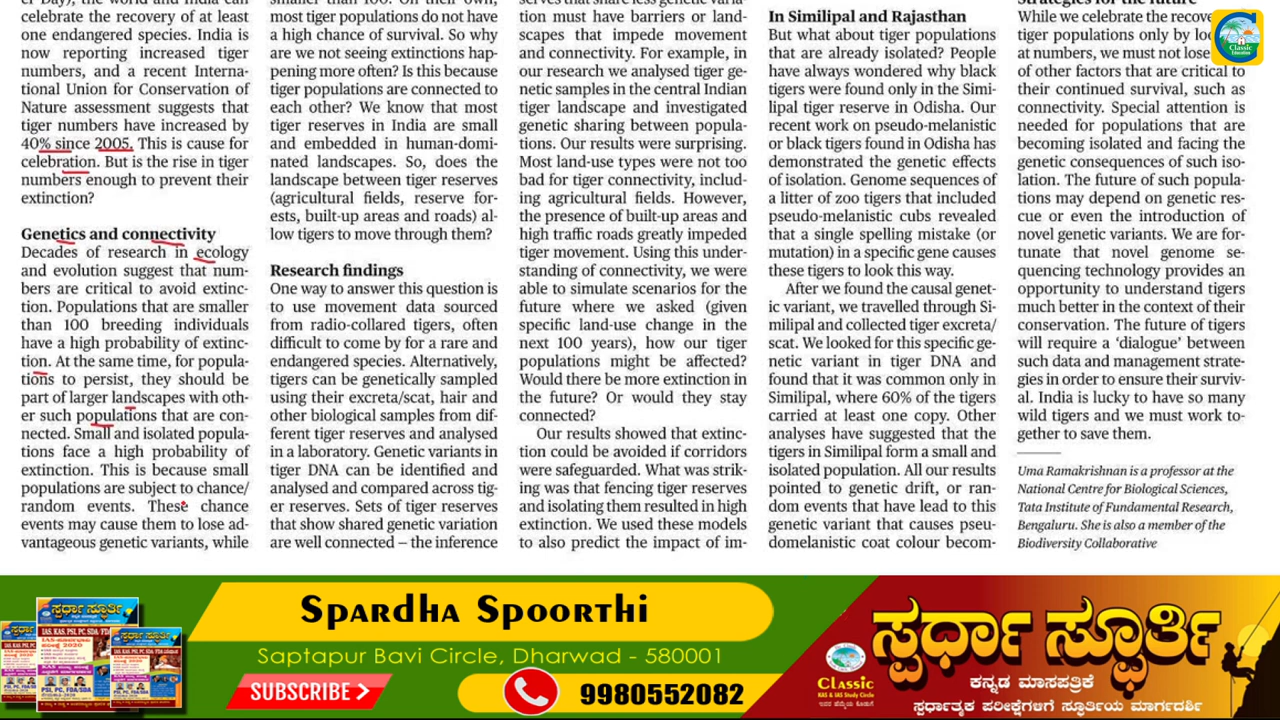 er Day), the world and India can
celebrate the recovery of at least
one endangered species. India is
now reporting increased tiger
numbers, and a recent Interna-
tional Union for Conservation of
Nature assessment suggests that
tiger numbers have increased by
40% since 2005. This is cause for
celebration. But is the rise in tiger
numbers enough to prevent their
extinction?
Genetics and connectivity
Decades of research in ecology
and evolution suggest that num-
bers are critical to avoid extinc-
tion. Populations that are smaller
than 100 breeding individuals
have a high probability of extinc-
tion. At the same time, for popula-
tions to persist, they should be
part of larger landscapes with oth-
er such populations that are con-
nected. Small and isolated popula-
tions face a high probability of
extinction. This is because small
populations are subject to chance/
random events. These chance
events may cause them to lose ad-
vantageous genetic variants, while
smaller than 100. On their own,
most tiger populations do not have
a high chance of survival. So why
are we not seeing extinctions hap-
pening more often? Is this because
tiger populations are connected to
each other? We know that most
tiger reserves in India are small
and embedded in human-domi-
nated landscapes. So, does the
landscape between tiger reserves
(agricultural fields, reserve for-
ests, built-up areas and roads) al-
low tigers to move through them?
Research findings
One way to answer this question is
to use movement data sourced
from radio-collared tigers, often
difficult to come by for a rare and
endangered species. Alternatively,
tigers can be genetically sampled
using their excreta/scat, hair and
other biological samples from dif-
ferent tiger reserves and analysed
in a laboratory. Genetic variants in
tiger DNA can be identified and
analysed and compared across tig-
er reserves. Sets of tiger reserves
that show shared genetic variation
are well connected – the inference
serves that share less genetic varia-
tion must have barriers or land-
scapes that impede movement
and connectivity. For example, in
our research we analysed tiger ge-
netic samples in the central Indian
tiger landscape and investigated
genetic sharing between popula-
tions. Our results were surprising.
Most land-use types were not too
bad for tiger connectivity, includ-
ing agricultural fields. However,
the presence of built-up areas and
high traffic roads greatly impeded
tiger movement. Using this under-
standing of connectivity, we were
able to simulate scenarios for the
future where we asked (given
specific land-use change in the
next 100 years), how our tiger
populations might be affected?
Would there be more extinction in
the future? Or would they stay
connected?
Our results showed that extinc-
tion could be avoided if corridors
were safeguarded. What was strik-
ing was that fencing tiger reserves
and isolating them resulted in high
extinction. We used these models
to also predict the impact of im-
In Similipal and Rajasthan
But what about tiger populations
that are already isolated? People
have always wondered why black
tigers were found only in the Simi-
lipal tiger reserve in Odisha. Our
recent work on pseudo-melanistic
or black tigers found in Odisha has
demonstrated the genetic effects
of isolation. Genome sequences of
a litter of zoo tigers that included
pseudo-melanistic cubs revealed
that a single spelling mistake (or
mutation) in a specific gene causes
these tigers to look this way.
After we found the causal genet-
ic variant, we travelled through Si-
milipal and collected tiger excreta/
scat. We looked for this specific ge-
netic variant in tiger DNA and
found that it was common only in
Similipal, where 60% of the tigers
carried at least one copy. Other
analyses have suggested that the
tigers in Similipal form a small and
isolated population. All our results
pointed to genetic drift, or ran-
dom events that have lead to this
genetic variant that causes pseu-
domelanistic coat colour becom-
Strategies for the future
While we celebrate the recove
tiger populations only by loo
at numbers, we must not lose
of other factors that are critical to
their continued survival, such as
connectivity. Special attention is
needed for populations that are
becoming isolated and facing the
genetic consequences of such iso-
lation. The future of such popula-
tions may depend on genetic res-
cue or even the introduction of
novel genetic variants. We are for-
tunate that novel genome se-
quencing technology provides an
opportunity to understand tigers
much better in the context of their
conservation. The future of tigers
will require a ‘dialogue’ between
such data and management strate-
gies in order to ensure their surviv-
al. India is lucky to have so many
wild tigers and we must work to-
gether to save them.
Uma Ramakrishnan is a professor at the
National Centre for Biological Sciences,
Tata Institute of Fundamental Research,
Bengaluru. She is also a member of the
Biodiversity Collaborative
Classic
Education
Spardha Spoorthi
Saptapur Bavi Circle, Dharwad - 580001
SUBSCRIBE
9980552082
ಸ್ಪರ್ಧಾ ಸ್ಫೂರ್ತಿ
Classic
KAS & IAS Study Circle
ಕನ್ನಡ ಮಾಸಪತ್ರಿಕೆ
ಸ್ಪರ್ಧಾತ್ಮಕ ಪರೀಕ್ಷೆಗಳಿಗೆ ಸ್ಫೂರ್ತಿಯ ಮಾರ್ಗದರ್ಶಿ
ಸ್ಪರ್ಧಾ ಸ್ಫೂರ್ತಿ
IAS, KAS, PSI, PC, SDA/FDA
PSI, PC, FDA/SDA